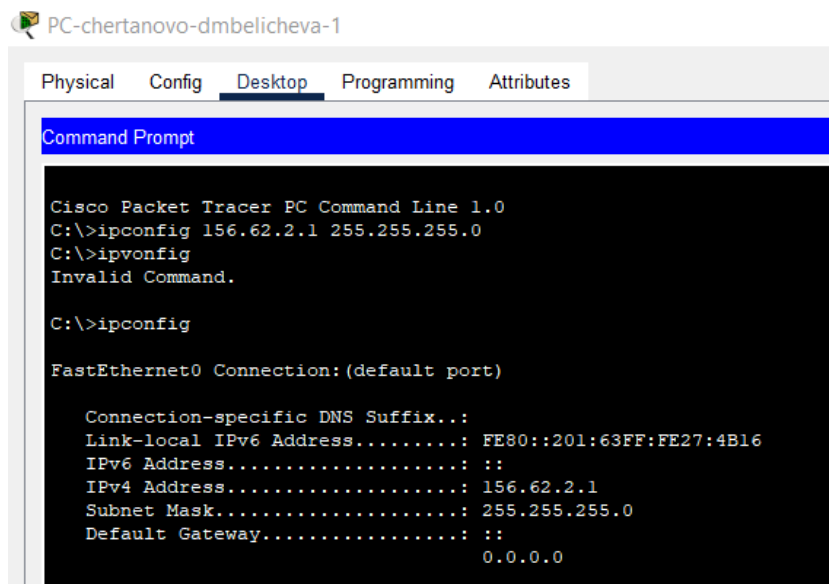 PC-chertanovo-dmbelicheva-1
Physical Config Desktop Programming Attributes
Command Prompt
Cisco Packet Tracer PC Command Line 1.0
C:\>ipconfig 156.62.2.1 255.255.255.0
C:\>ipvonfig
Invalid Command.
C:\>ipconfig
FastEthernet0 Connection:(default port)
Connection-specific DNS Suffix..:
Link-local IPv6 Address.........: FE80::201:63FF:FE27:4B16
IPv6 Address....................: ::
IPv4 Address....................: 156.62.2.1
Subnet Mask.....................: 255.255.255.0
Default Gateway.................: ::
0.0.0.0